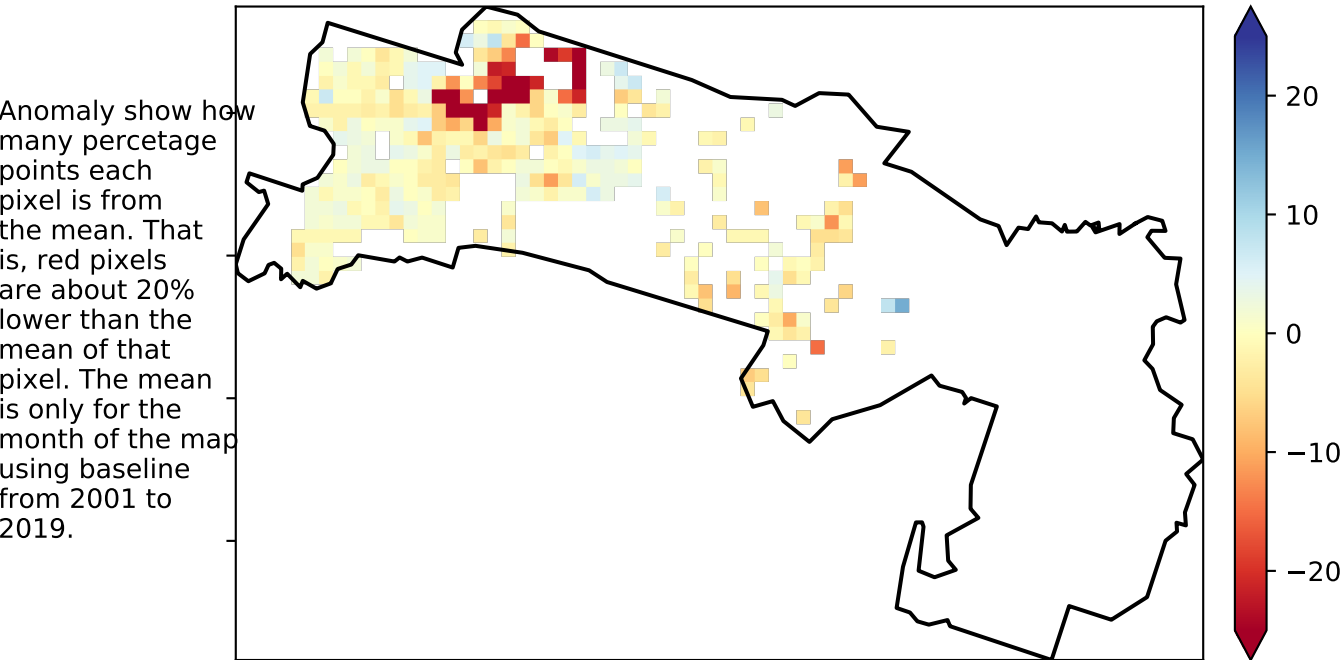 Anomaly show how
many percetage
points each
pixel is from
the mean. That
is, red pixels
are about 20%
lower than the
mean of that
pixel. The mean
is only for the
month of the map
using baseline
from 2001 to
2019.
20
10
0
−10
−20